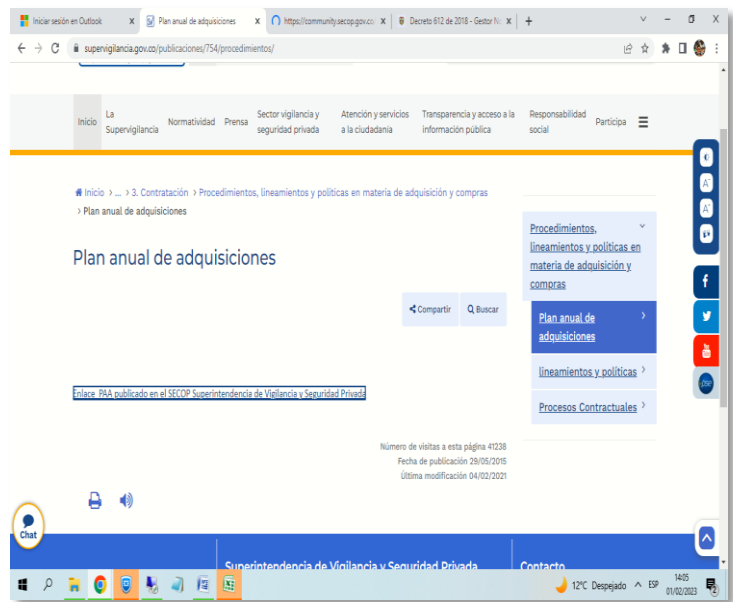 Iniciar sesión en Outlook
Plan anual de adquisiciones
https://community.secop.gov.co
Decreto 612 de 2018 - Gestor No
supervigilancia.gov.co/publicaciones/754/procedimientos/
Inicio
La
Supervigilancia
Normatividad
Prensa
Sector vigilancia y
seguridad privada
Atención y servicios
a la ciudadanía
Transparencia y acceso a la
información pública
Responsabilidad
social
Participa
Inicio > ... > 3. Contratación > Procedimientos, lineamientos y políticas en materia de adquisición y compras
> Plan anual de adquisiciones
Plan anual de adquisiciones
Compartir
Buscar
Procedimientos,
lineamientos y políticas en
materia de adquisición y
compras
Plan anual de
adquisiciones
lineamientos y políticas
Procesos Contractuales
Enlace PAA publicado en el SECOP Superintendencia de Vigilancia y Seguridad Privada
Número de visitas a esta página 41238
Fecha de publicación 29/05/2015
Última modificación 04/02/2021
Chat
Superintendencia de Vigilancia y Seguridad Privada
Contacto
12°C Despejado
ESP
14:05
01/02/2023